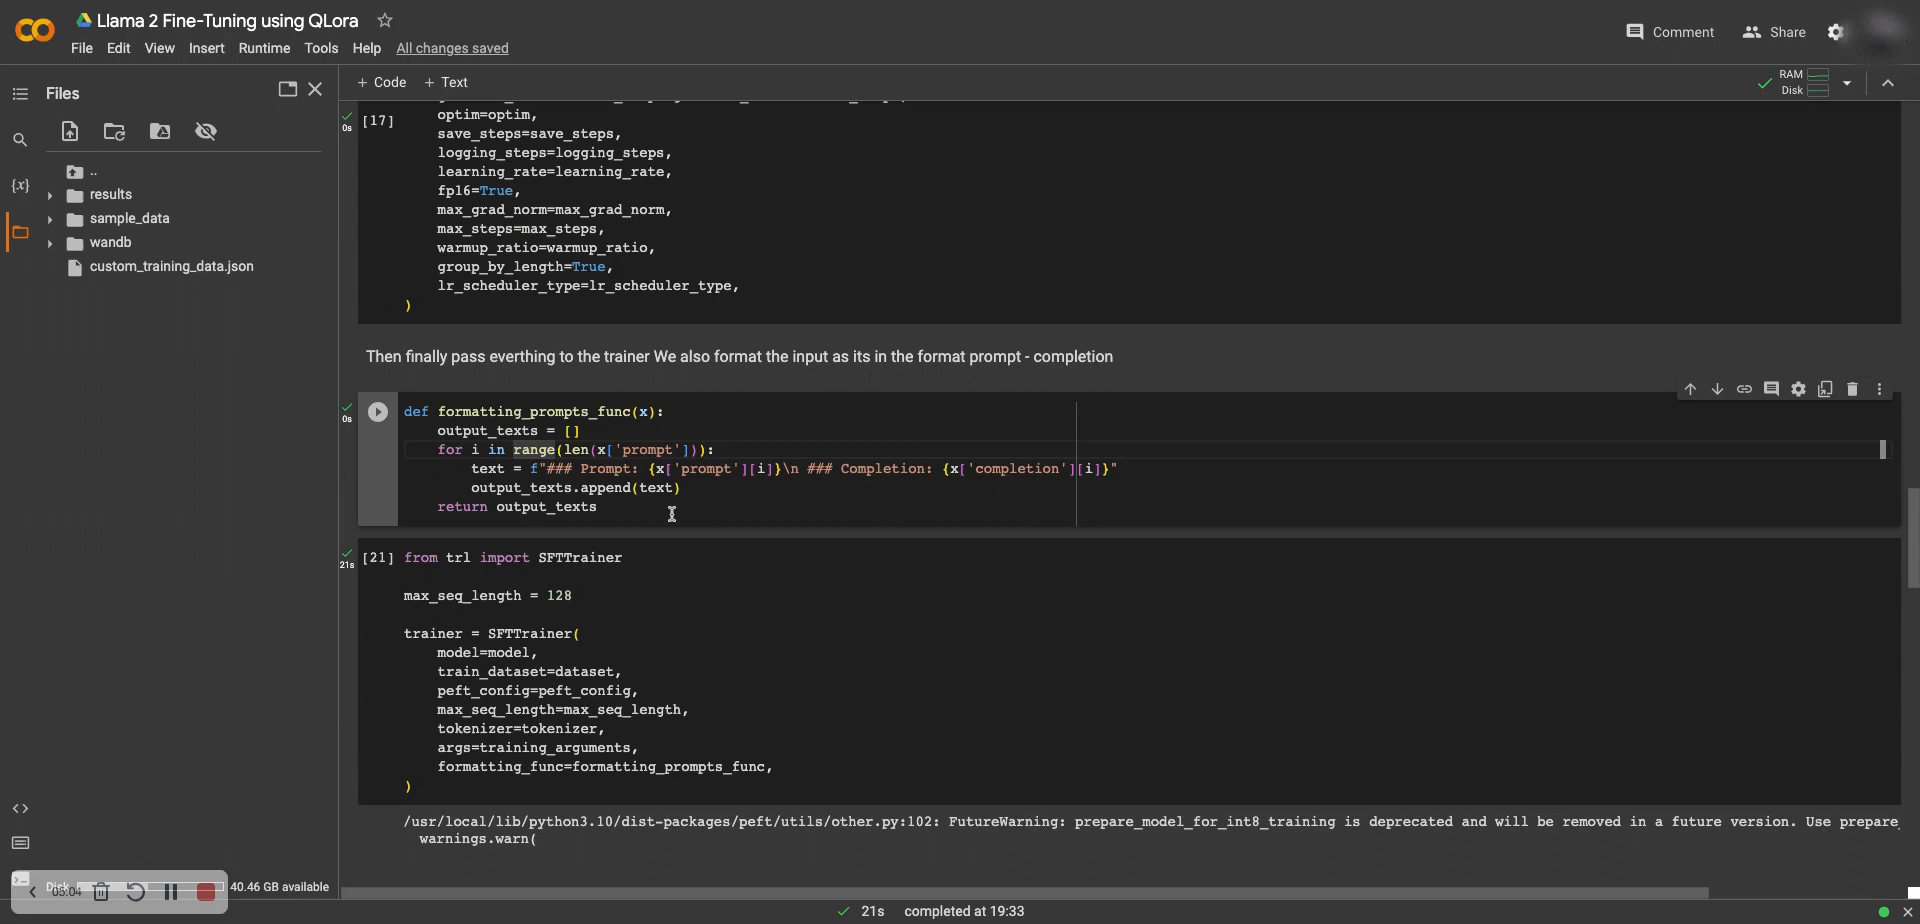 Llama 2 Fine-Tuning using QLora
File Edit View Insert Runtime Tools Help All changes saved
Comment Share
Files
+ Code + Text
RAM
Disk
..
results
sample_data
wandb
custom_training_data.json
{x}
0s [17]
optim=optim,
save_steps=save_steps,
logging_steps=logging_steps,
learning_rate=learning_rate,
fp16=True,
max_grad_norm=max_grad_norm,
max_steps=max_steps,
warmup_ratio=warmup_ratio,
group_by_length=True,
lr_scheduler_type=lr_scheduler_type,
)
Then finally pass everthing to the trainer We also format the input as its in the format prompt - completion
0s
def formatting_prompts_func(x):
output_texts = []
for i in range(len(x['prompt'])):
text = f"### Prompt: {x['prompt'][i]}\n ### Completion: {x['completion'][i]}"
output_texts.append(text)
return output_texts
21s [21] from trl import SFTTrainer
max_seq_length = 128
trainer = SFTTrainer(
model=model,
train_dataset=dataset,
peft_config=peft_config,
max_seq_length=max_seq_length,
tokenizer=tokenizer,
args=training_arguments,
formatting_func=formatting_prompts_func,
)
/usr/local/lib/python3.10/dist-packages/peft/utils/other.py:102: FutureWarning: prepare_model_for_int8_training is deprecated and will be removed in a future version. Use prepare_
warnings.warn(
Disk 40.46 GB available
05:04
21s completed at 19:33